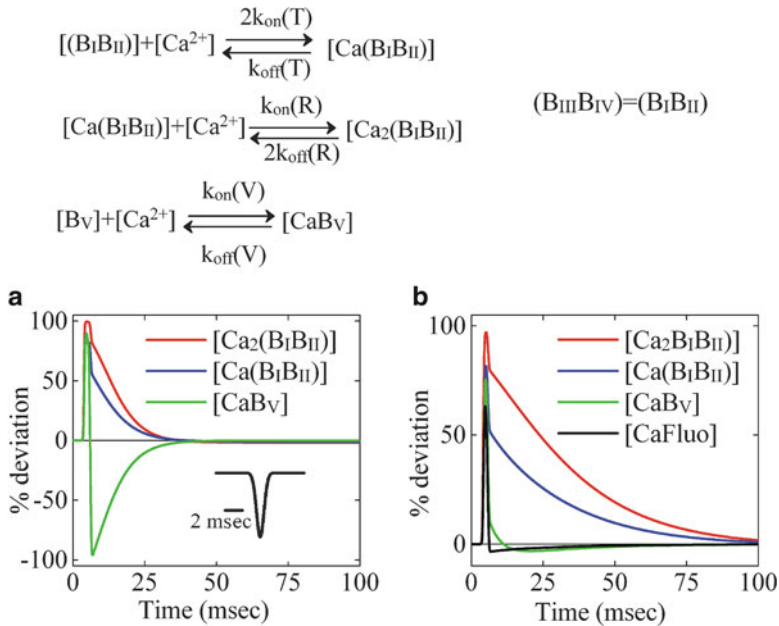 2kon(T)
[(BIBII)]+[Ca2+] [Ca(BIBII)]
koff(T)
kon(R)
[Ca(BIBII)]+[Ca2+] [Ca2(BIBII)]
2koff(R)
(BIIIBIV)=(BIBII)
kon(V)
[BV]+[Ca2+] [CaBV]
koff(V)
a
100
50
0
-50
-100
% deviation
[Ca2(BIBII)]
[Ca(BIBII)]
[CaBV]
2 msec
0 25 50 75 100
Time (msec)
b
100
50
0
% deviation
[Ca2BIBII)]
[Ca(BIBII)]
[CaBV]
[CaFluo]
0 25 50 75 100
Time (msec)